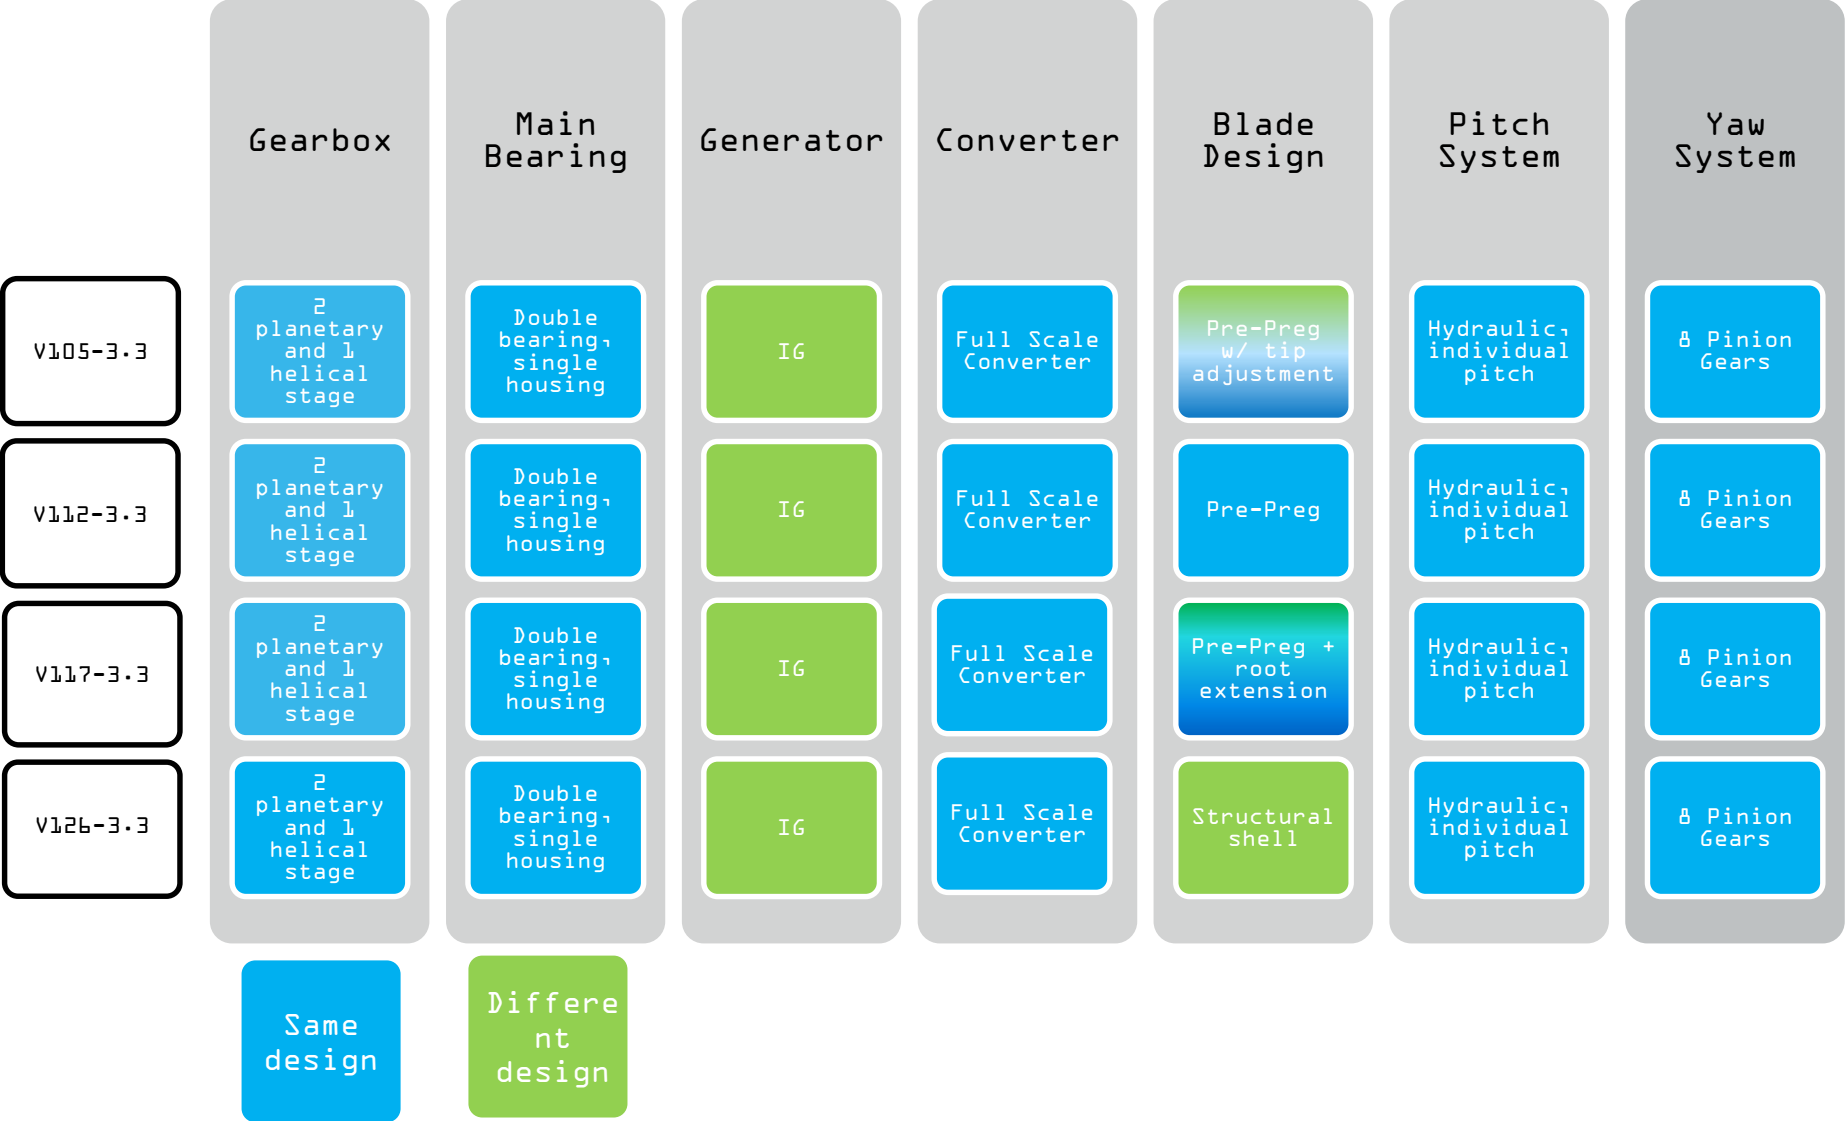 Gearbox
Main
Bearing
Generator
Converter
Blade
Design
Pitch
System
Yaw
System
V105-3.3
2
planetary
and 1
helical
stage
Double
bearing,
single
housing
IG
Full Scale
Converter
Pre-Preg
w/ tip
adjustment
Hydraulic,
individual
pitch
8 Pinion
Gears
V112-3.3
2
planetary
and 1
helical
stage
Double
bearing,
single
housing
IG
Full Scale
Converter
Pre-Preg
Hydraulic,
individual
pitch
8 Pinion
Gears
V117-3.3
2
planetary
and 1
helical
stage
Double
bearing,
single
housing
IG
Full Scale
Converter
Pre-Preg +
root
extension
Hydraulic,
individual
pitch
8 Pinion
Gears
V126-3.3
2
planetary
and 1
helical
stage
Double
bearing,
single
housing
IG
Full Scale
Converter
Structural
shell
Hydraulic,
individual
pitch
8 Pinion
Gears
Same
design
Differe
nt
design